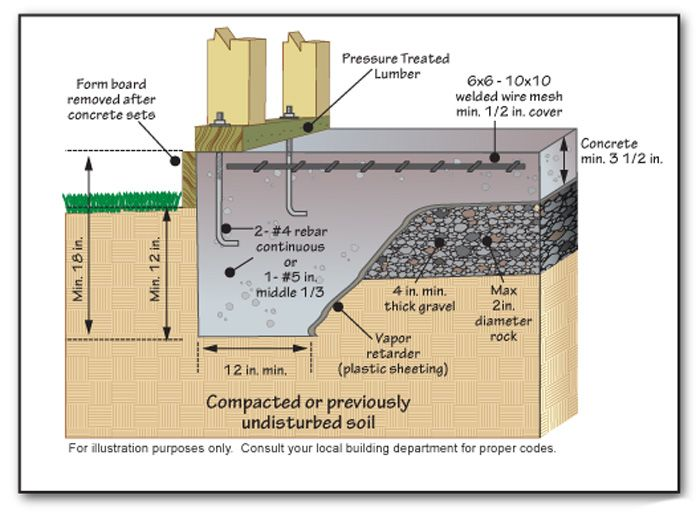 Pressure Treated
Lumber
6x6 - 10x10
welded wire mesh
min. 1/2 in. cover
Form board
removed after
concrete sets
Concrete
min. 3 1/2 in.
Min. 18 in.
Min. 12 in.
2- #4 rebar
continuous
or
1- #5 in.
middle 1/3
4 in. min.
thick gravel
Max
2in.
diameter
rock
Vapor
retarder
(plastic sheeting)
12 in. min.
Compacted or previously
undisturbed soil
For illustration purposes only. Consult your local building department for proper codes.